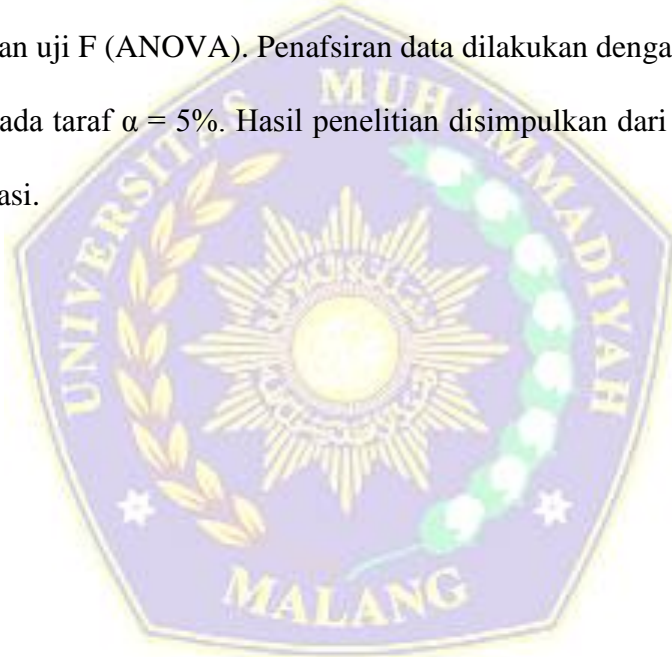 an uji F (ANOVA). Penafsiran data dilakukan denga
ada taraf α = 5%. Hasil penelitian disimpulkan dari
asi.
UNIVERSITAS MUHAMMADIYAH
MALANG